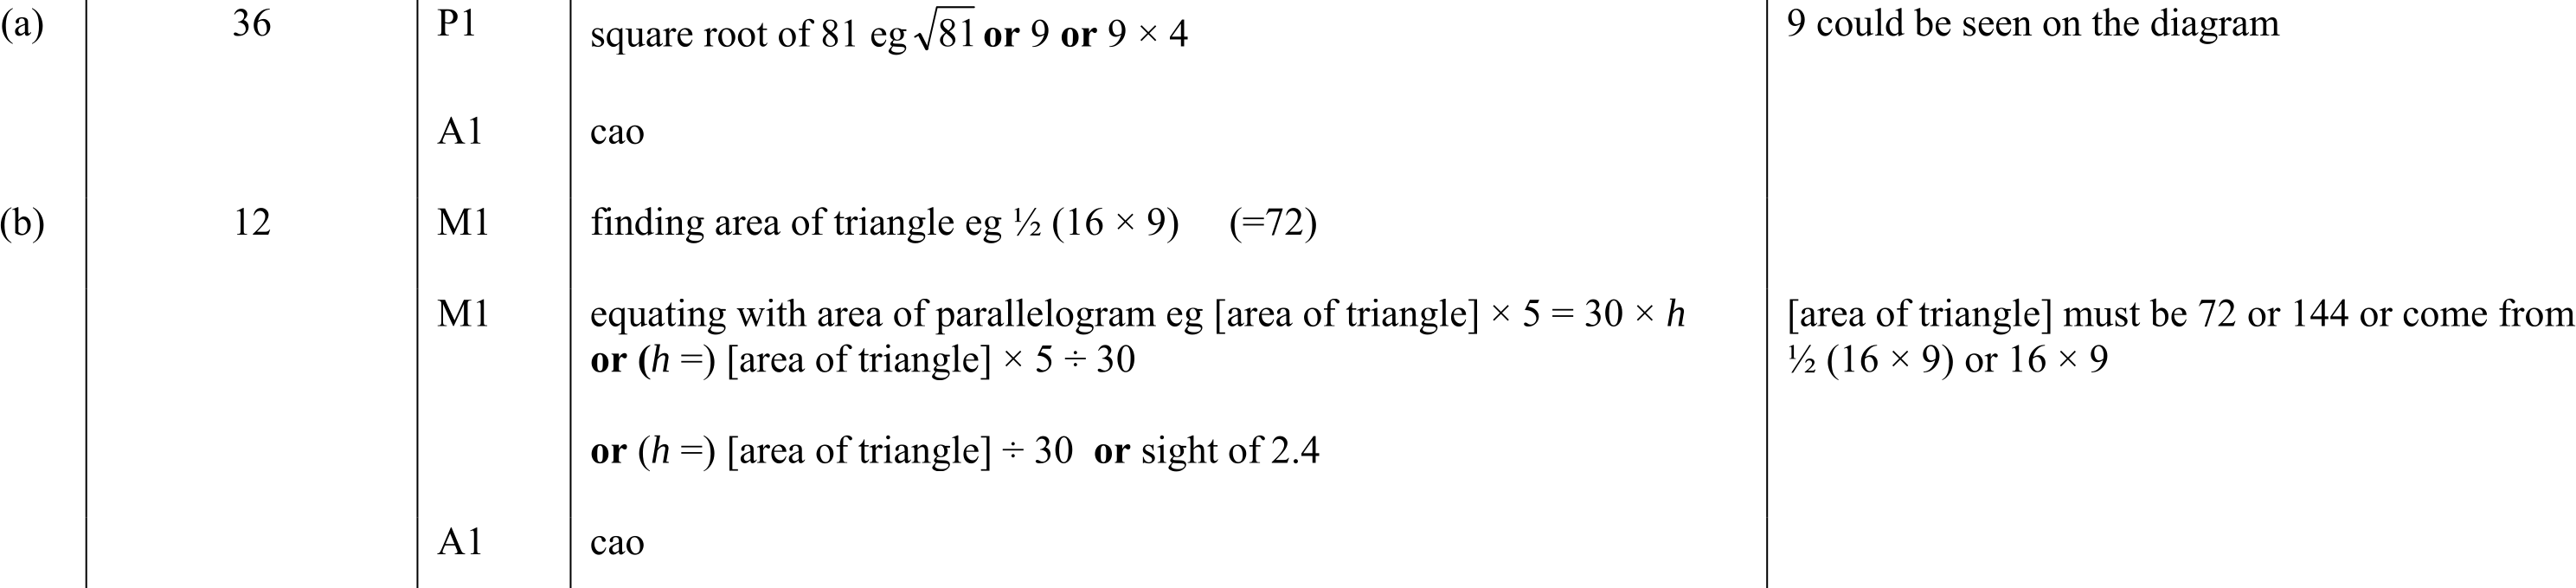 (a) 36 P1 square root of 81 eg √81 or 9 or 9 × 4 9 could be seen on the diagram
A1 cao
(b) 12 M1 finding area of triangle eg ½ (16 × 9) (=72)
M1 equating with area of parallelogram eg [area of triangle] × 5 = 30 × h [area of triangle] must be 72 or 144 or come from
or (h =) [area of triangle] × 5 ÷ 30 ½ (16 × 9) or 16 × 9
or (h =) [area of triangle] ÷ 30 or sight of 2.4
A1 cao